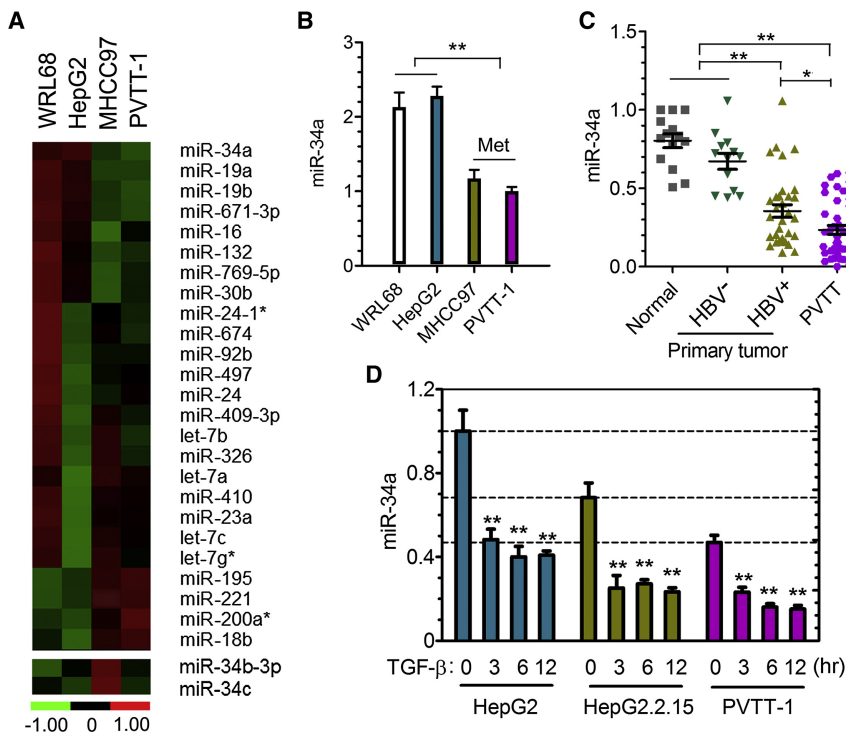 A
WRL68
HepG2
MHCC97
PVTT-1
miR-34a
miR-19a
miR-19b
miR-671-3p
miR-16
miR-132
miR-769-5p
miR-30b
miR-24-1*
miR-674
miR-92b
miR-497
miR-24
miR-409-3p
let-7b
miR-326
let-7a
miR-410
miR-23a
let-7c
let-7g*
miR-195
miR-221
miR-200a*
miR-18b
miR-34b-3p
miR-34c
-1.00 0 1.00
B
miR-34a
3
2
1
0
**
Met
WRL68
HepG2
MHCC97
PVTT-1
C
miR-34a
1.5
1.0
0.5
0.0
**
**
*
Normal
HBV-
HBV+
PVTT
Primary tumor
D
miR-34a
1.2
0.8
0.4
0
** ** **
** ** **
** ** **
TGF-β: 0 3 6 12 0 3 6 12 0 3 6 12 (hr)
HepG2 HepG2.2.15 PVTT-1